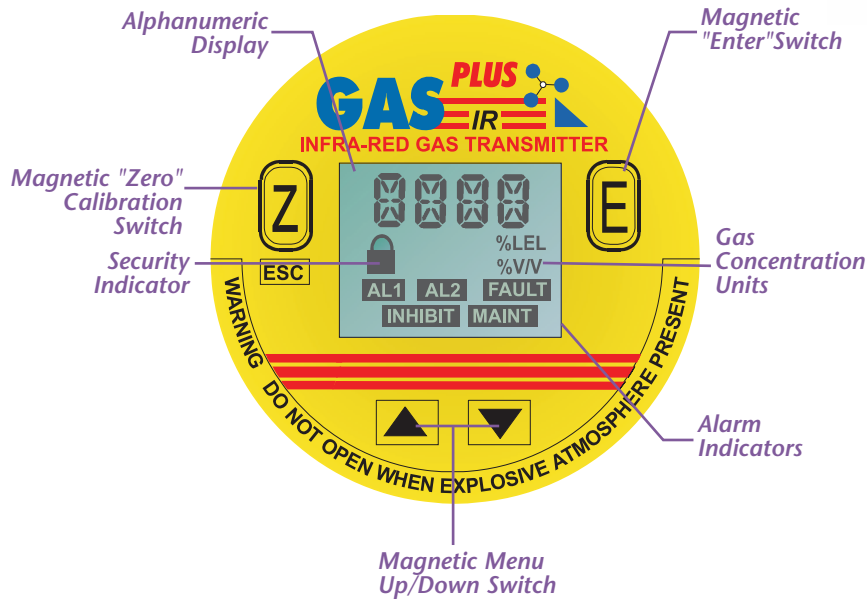 Alphanumeric
Display
Magnetic
"Enter"Switch
PLUS
GAS
IR
INFRA-RED GAS TRANSMITTER
Magnetic "Zero"
Calibration
Switch
Z
8888
E
Security
Indicator
%LEL
%V/V
Gas
Concentration
Units
ESC
AL1 AL2 FAULT
INHIBIT MAINT
WARNING DO NOT OPEN WHEN EXPLOSIVE ATMOSPHERE PRESENT
Alarm
Indicators
Magnetic Menu
Up/Down Switch